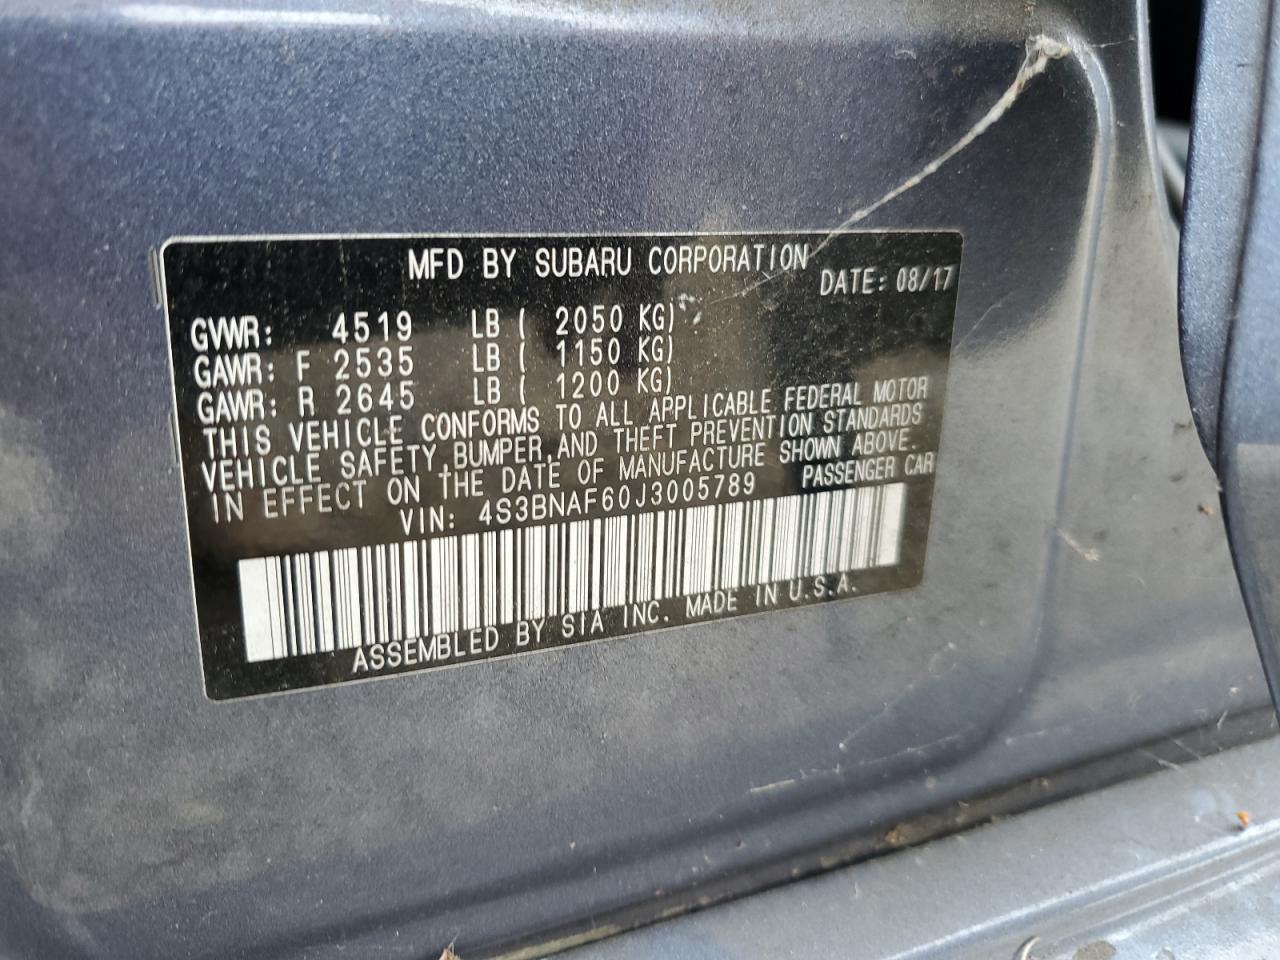 MFD BY SUBARU CORPORATION
DATE: 08/17
GVWR: 4519 LB ( 2050 KG)
GAWR: F 2535 LB ( 1150 KG)
GAWR: R 2645 LB ( 1200 KG)
THIS VEHICLE CONFORMS TO ALL APPLICABLE FEDERAL MOTOR
VEHICLE SAFETY,BUMPER,AND THEFT PREVENTION STANDARDS
IN EFFECT ON THE DATE OF MANUFACTURE SHOWN ABOVE.
VIN: 4S3BNAF60J3005789 PASSENGER CAR
ASSEMBLED BY SIA INC. MADE IN U.S.A.